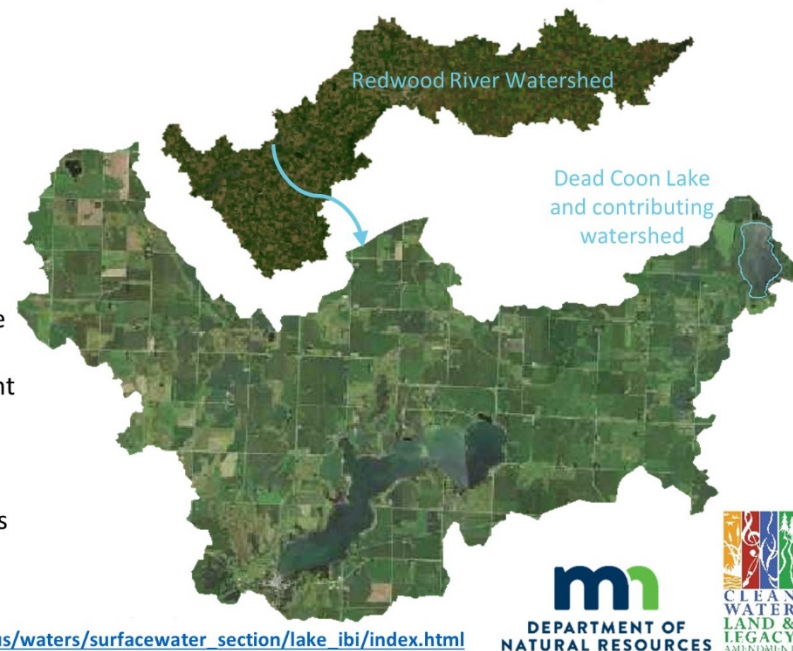 Redwood River Watershed
Dead Coon Lake
and contributing
watershed
us/waters/surfacewater_section/lake_ibi/index.html
DEPARTMENT OF
NATURAL RESOURCES
CLEAN
WATER
LAND &
LEGACY
AMENDMENT